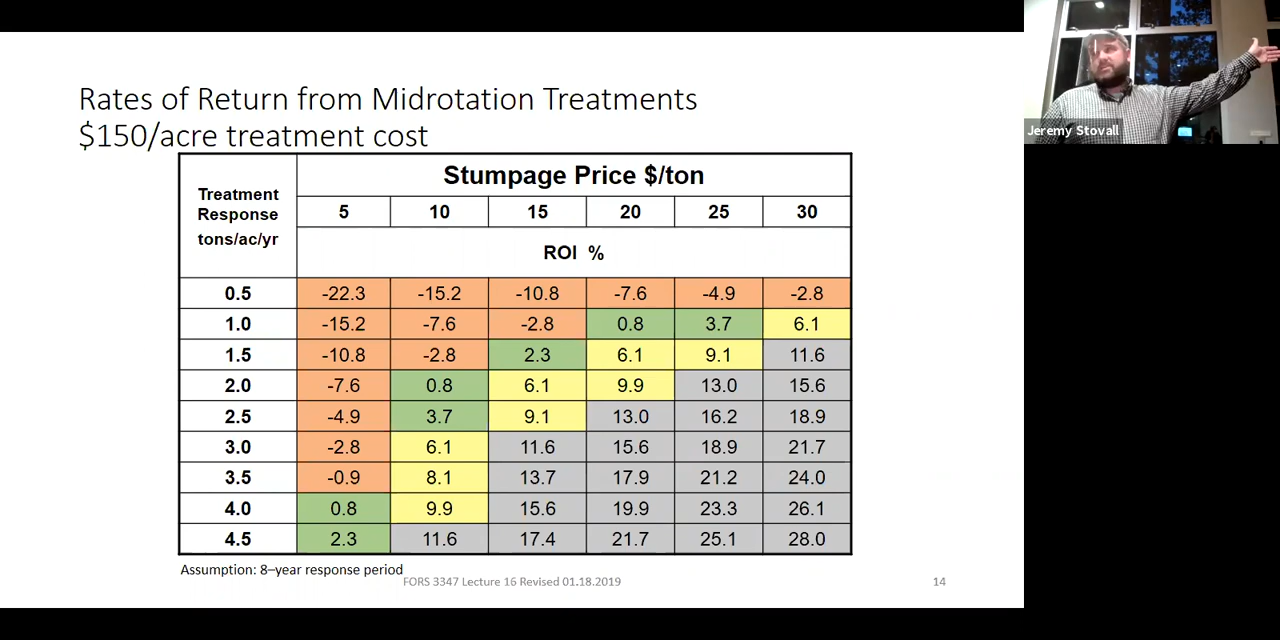 Rates of Return from Midrotation Treatments
$150/acre treatment cost
Treatment
Response
tons/ac/yr
Stumpage Price $/ton
5 10 15 20 25 30
ROI %
0.5 -22.3 -15.2 -10.8 -7.6 -4.9 -2.8
1.0 -15.2 -7.6 -2.8 0.8 3.7 6.1
1.5 -10.8 -2.8 2.3 6.1 9.1 11.6
2.0 -7.6 0.8 6.1 9.9 13.0 15.6
2.5 -4.9 3.7 9.1 13.0 16.2 18.9
3.0 -2.8 6.1 11.6 15.6 18.9 21.7
3.5 -0.9 8.1 13.7 17.9 21.2 24.0
4.0 0.8 9.9 15.6 19.9 23.3 26.1
4.5 2.3 11.6 17.4 21.7 25.1 28.0
Assumption: 8–year response period
FORS 3347 Lecture 16 Revised 01.18.2019
14
Jeremy Stovall